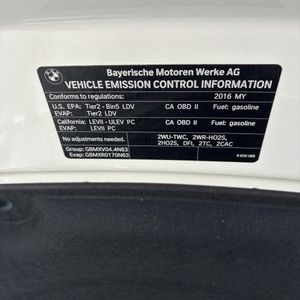 BMW
Bayerische Motoren Werke AG
VEHICLE EMISSION CONTROL INFORMATION
Conforms to regulations: 2016 MY
U.S. EPA: Tier2 - Bin5 LDV CA OBD II Fuel: gasoline
EVAP: Tier2 LDV
California: LEVII - ULEV PC CA OBD II Fuel: gasoline
EVAP: LEVII PC
No adjustments needed. 2WU-TWC, 2WR-HO2S,
2HO2S, DFI, 2TC, 2CAC
Group: GBMXV04.4N63
Evap: GBMXR0170N63